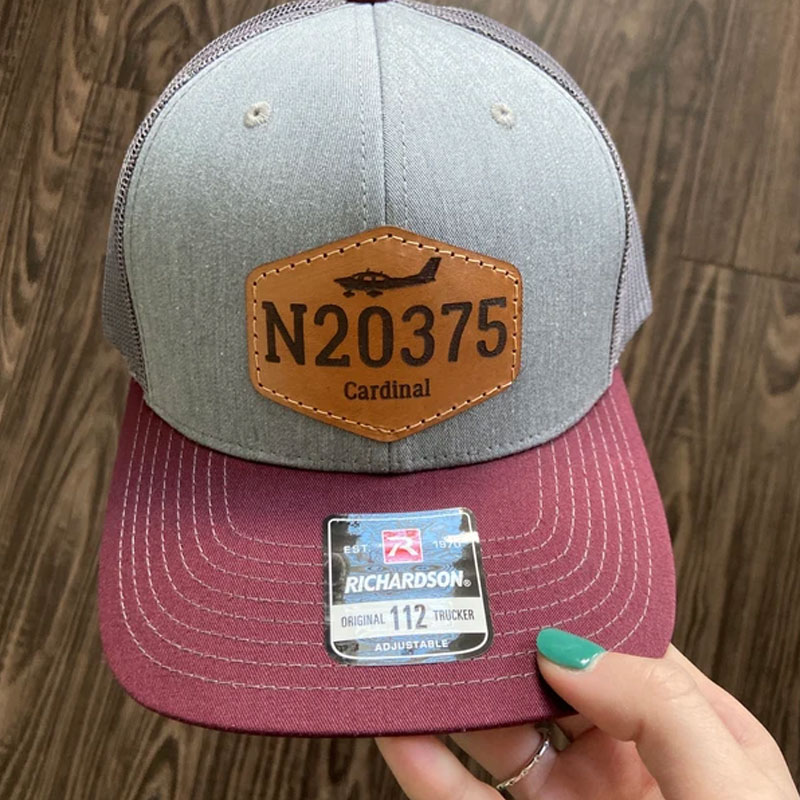 N20375
Cardinal
EST. R 1970
RICHARDSON®
ORIGINAL 112 TRUCKER
ADJUSTABLE